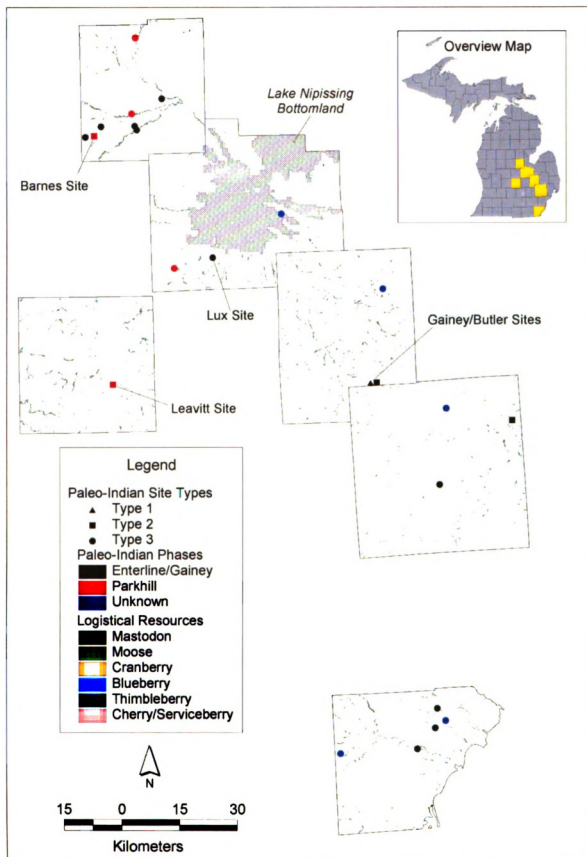 Overview Map
Lake Nipissing
Bottomland
Barnes Site
Lux Site
Gainey/Butler Sites
Leavitt Site
Legend
Paleo-Indian Site Types
Type 1
Type 2
Type 3
Paleo-Indian Phases
Enterline/Gainey
Parkhill
Unknown
Logistical Resources
Mastodon
Moose
Cranberry
Blueberry
Thimbleberry
Cherry/Serviceberry
N
15 0 15 30
Kilometers